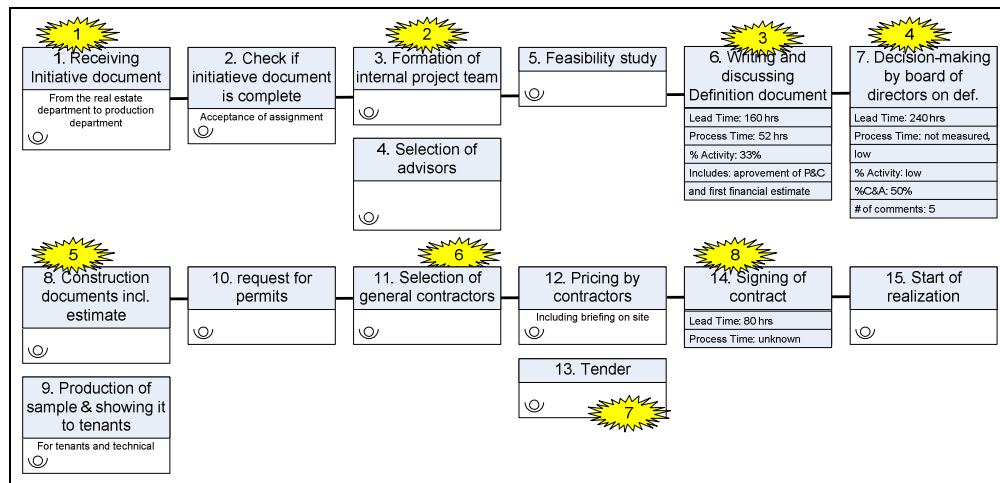 1
1. Receiving
Initiative document
From the real estate
department to production
department
2. Check if
initiatieve document
is complete
Acceptance of assignment
2
3. Formation of
internal project team
4. Selection of
advisors
5. Feasibility study
3
6. Writing and
discussing
Definition document
Lead Time: 160 hrs
Process Time: 52 hrs
% Activity: 33%
Includes: aprovement of P&C
and first financial estimate
4
7. Decision-making
by board of
directors on def.
Lead Time: 240 hrs
Process Time: not measured,
low
% Activity: low
%C&A: 50%
# of comments: 5
5
8. Construction
documents incl.
estimate
9. Production of
sample & showing it
to tenants
For tenants and technical
10. request for
permits
6
11. Selection of
general contractors
12. Pricing by
contractors
Including briefing on site
13. Tender
7
8
14. Signing of
contract
Lead Time: 80 hrs
Process Time: unknown
15. Start of
realization